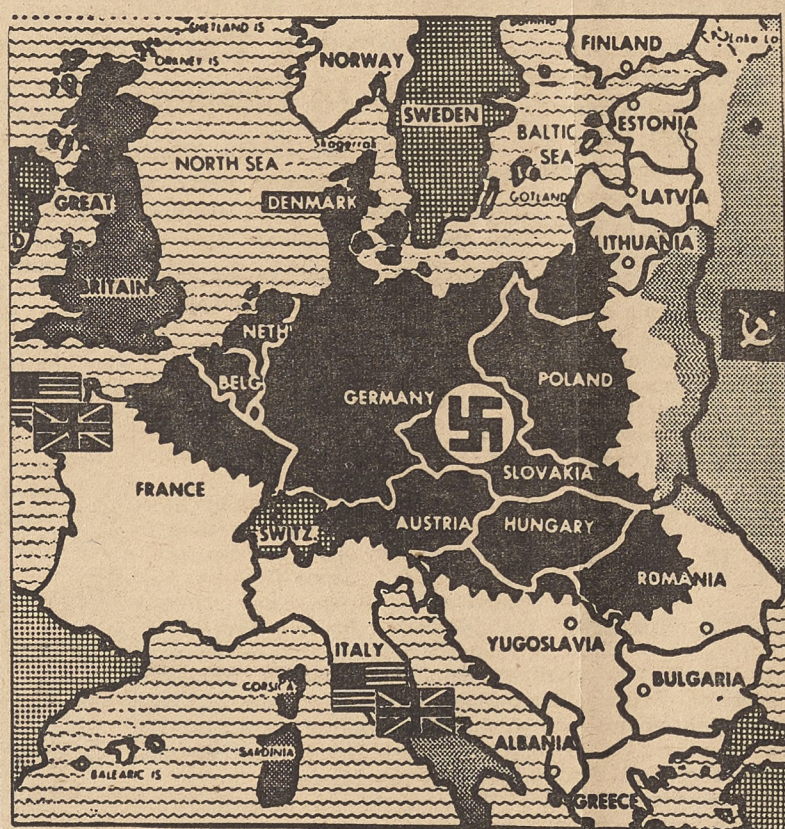 SHETLAND IS
ORKNEY IS
NORWAY
FINLAND
Lake
SWEDEN
BALTIC
SEA
ESTONIA
Skagerrak
NORTH SEA
GREAT
DENMARK
GOTLAND
LATVIA
D
LITHUANIA
BRITAIN
NETH
BELG
GERMANY
POLAND
SLOVAKIA
FRANCE
SWITZ
AUSTRIA
HUNGARY
ROMANIA
ITALY
YUGOSLAVIA
CORSICA
BULGARIA
SARDINIA
ALBANIA
BALEARIC IS
GREECE